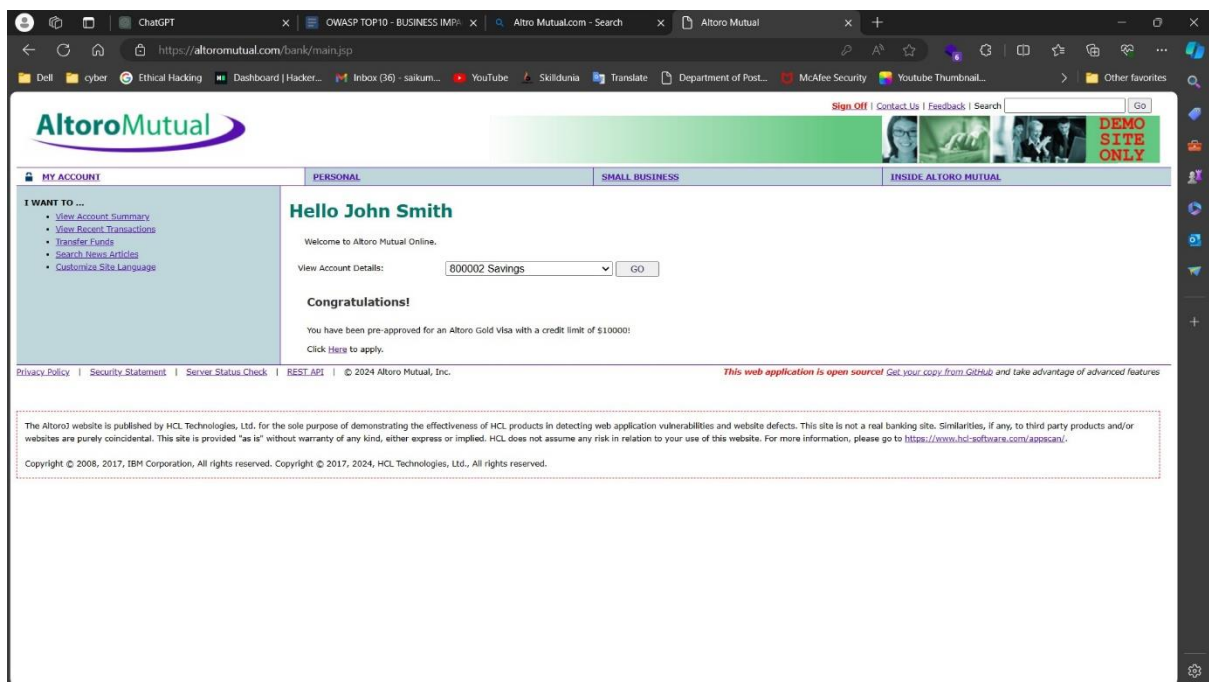 ChatGPT
OWASP TOP10 - BUSINESS IMPA
Altro Mutual.com - Search
Altoro Mutual
https://altoromutual.com/bank/main.jsp
Dell cyber Ethical Hacking Dashboard | Hacker... Inbox (36) - saikum... YouTube Skilldunia Translate Department of Post... McAfee Security Youtube Thumbnail... Other favorites
Sign Off | Contact Us | Feedback | Search Go
AltoroMutual
DEMO
SITE
ONLY
MY ACCOUNT PERSONAL SMALL BUSINESS INSIDE ALTORO MUTUAL
I WANT TO ...
• View Account Summary
• View Recent Transactions
• Transfer Funds
• Search News Articles
• Customize Site Language
Hello John Smith
Welcome to Altoro Mutual Online.
View Account Details: 800002 Savings GO
Congratulations!
You have been pre-approved for an Altoro Gold Visa with a credit limit of $10000!
Click Here to apply.
Privacy Policy | Security Statement | Server Status Check | REST API | © 2024 Altoro Mutual, Inc. This web application is open source! Get your copy from GitHub and take advantage of advanced features
The AltoroJ website is published by HCL Technologies, Ltd. for the sole purpose of demonstrating the effectiveness of HCL products in detecting web application vulnerabilities and website defects. This site is not a real banking site. Similarities, if any, to third party products and/or
websites are purely coincidental. This site is provided "as is" without warranty of any kind, either express or implied. HCL does not assume any risk in relation to your use of this website. For more information, please go to https://www.hcl-software.com/appscan/.
Copyright © 2008, 2017, IBM Corporation, All rights reserved. Copyright © 2017, 2024, HCL Technologies, Ltd., All rights reserved.